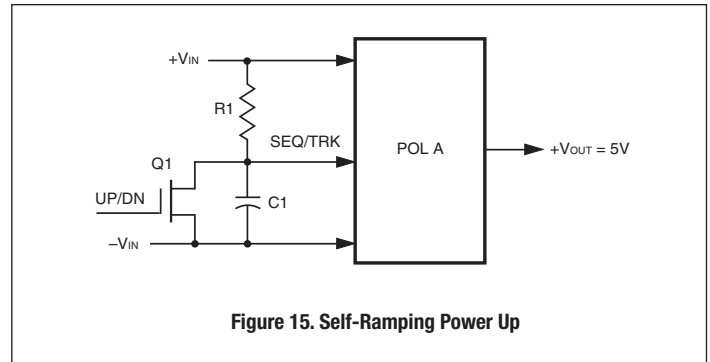 +VIN
R1
SEQ/TRK
POL A
+VOUT = 5V
Q1
UP/DN
C1
–VIN
Figure 15. Self-Ramping Power Up